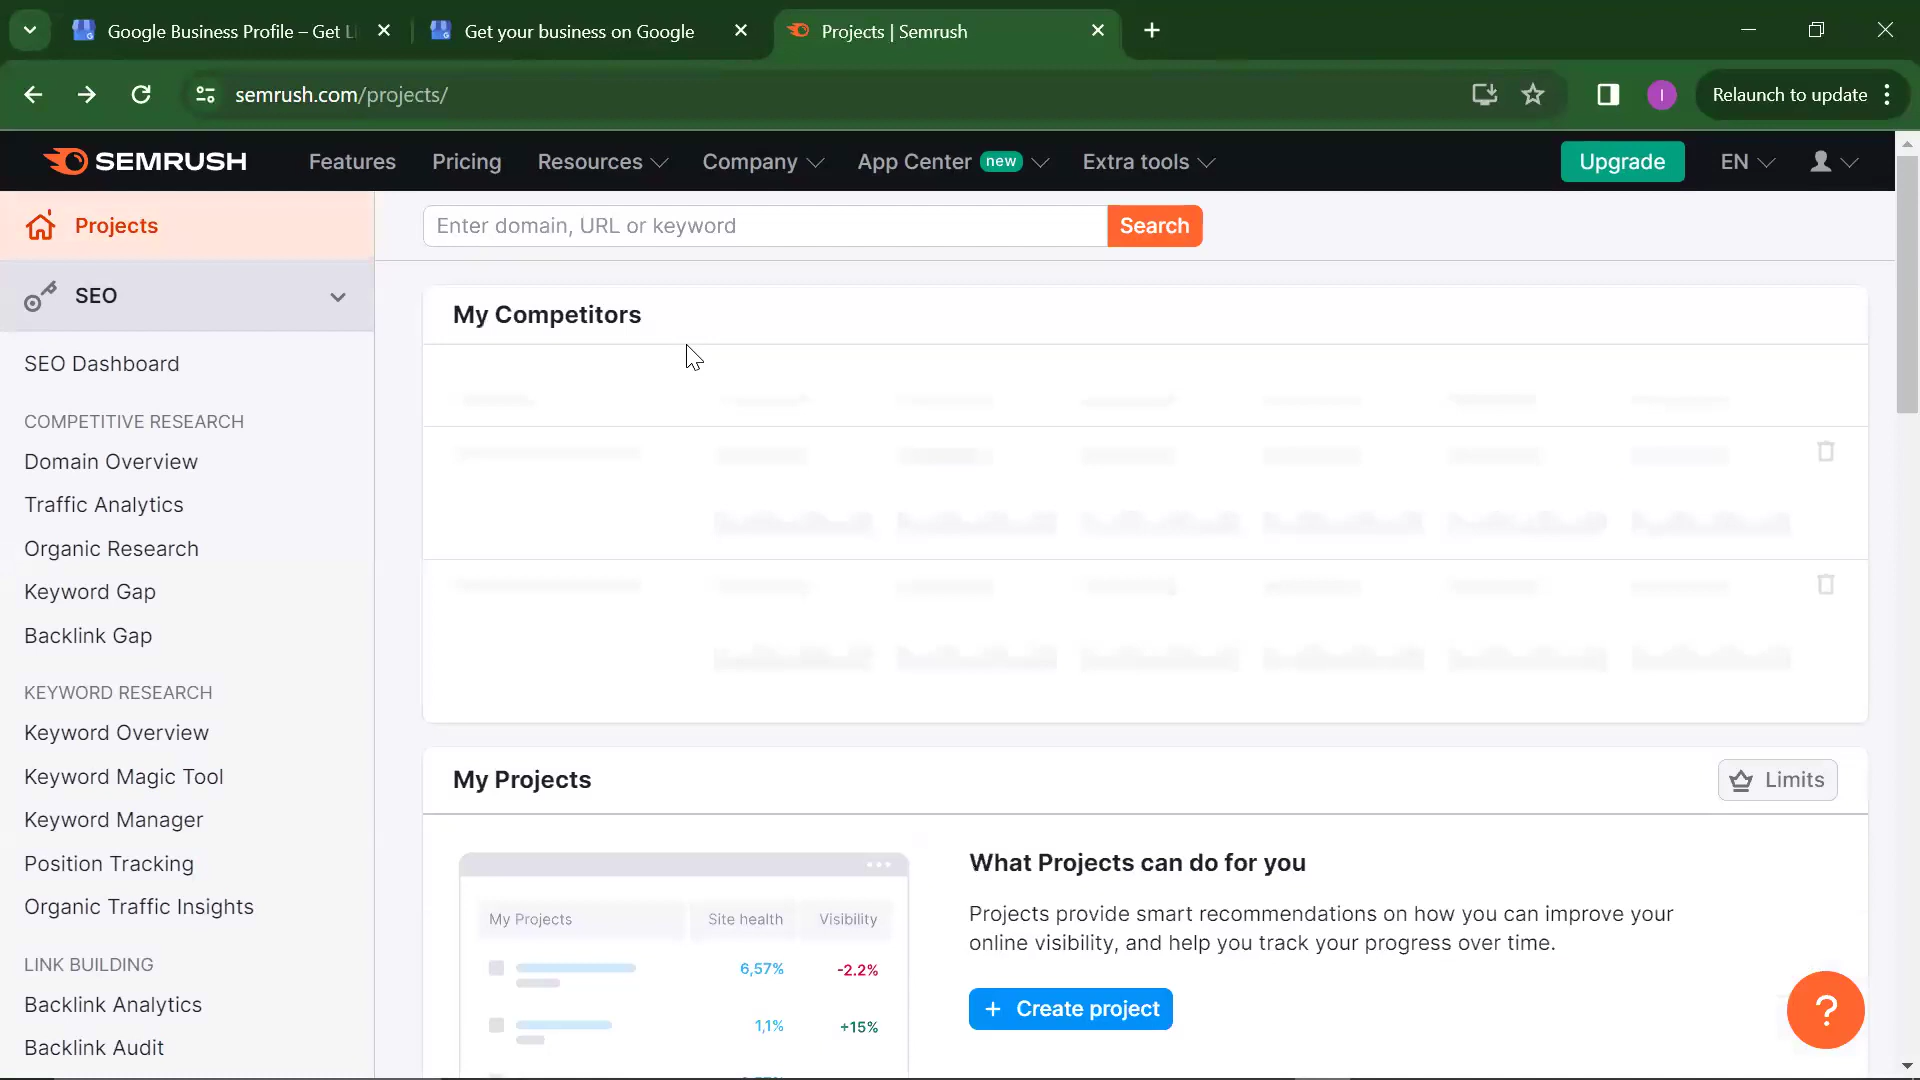 Google Business Profile – Get Li
Get your business on Google
Projects | Semrush
semrush.com/projects/
I
Relaunch to update
SEMRUSH
Features
Pricing
Resources
Company
App Center new
Extra tools
Upgrade
EN
Projects
Enter domain, URL or keyword
Search
SEO
My Competitors
SEO Dashboard
COMPETITIVE RESEARCH
Domain Overview
Traffic Analytics
Organic Research
Keyword Gap
Backlink Gap
KEYWORD RESEARCH
Keyword Overview
Keyword Magic Tool
Keyword Manager
Position Tracking
Organic Traffic Insights
LINK BUILDING
Backlink Analytics
Backlink Audit
My Projects
Limits
My Projects Site health Visibility
6,57% -2.2%
1,1% +15%
What Projects can do for you
Projects provide smart recommendations on how you can improve your
online visibility, and help you track your progress over time.
+ Create project
?